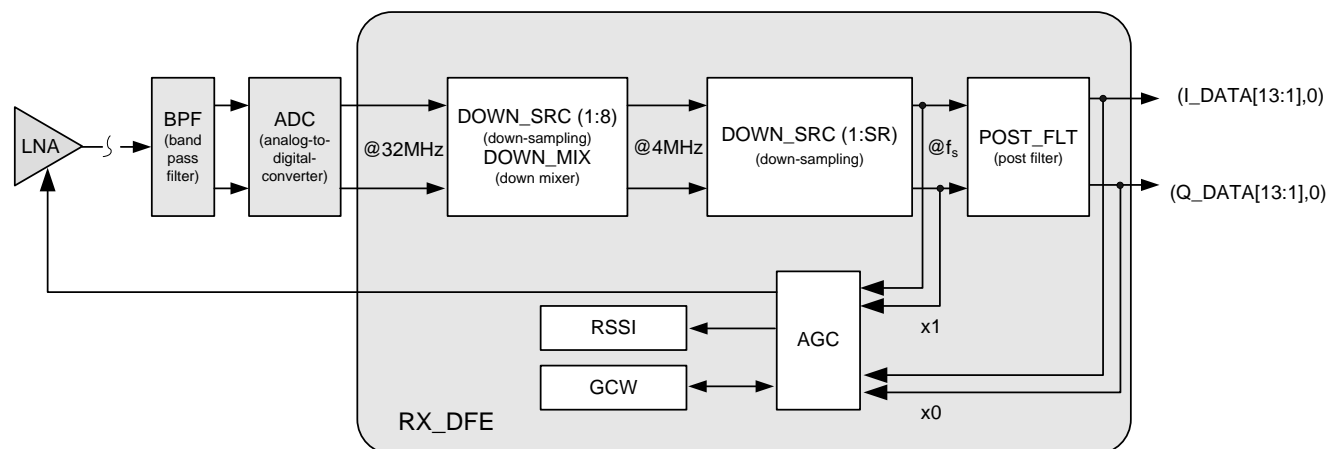 LNA
BPF
(band
pass
filter)
ADC
(analog-to-
digital-
converter)
@32MHz
DOWN_SRC (1:8)
(down-sampling)
DOWN_MIX
(down mixer)
@4MHz
DOWN_SRC (1:SR)
(down-sampling)
@fs
POST_FLT
(post filter)
(I_DATA[13:1],0)
(Q_DATA[13:1],0)
RSSI
GCW
AGC
x1
x0
RX_DFE